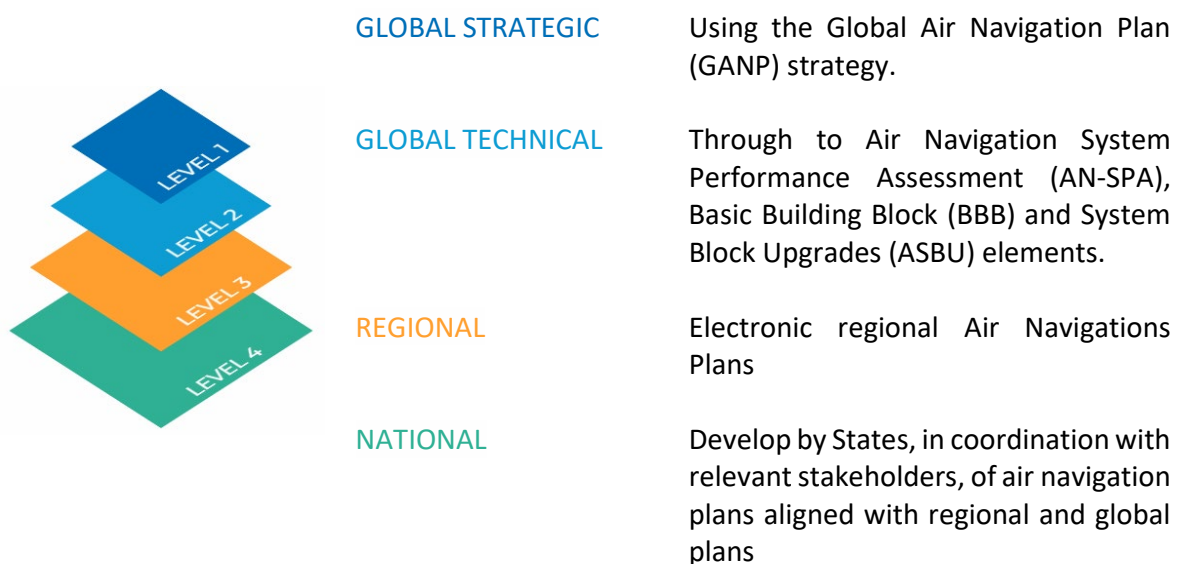 GLOBAL STRATEGIC
Using the Global Air Navigation Plan
(GANP) strategy.
LEVEL 1
GLOBAL TECHNICAL
Through to Air Navigation System
Performance Assessment (AN-SPA),
Basic Building Block (BBB) and System
Block Upgrades (ASBU) elements.
LEVEL 2
REGIONAL
Electronic regional Air Navigations
Plans
LEVEL 3
NATIONAL
Develop by States, in coordination with
relevant stakeholders, of air navigation
plans aligned with regional and global
plans
LEVEL 4